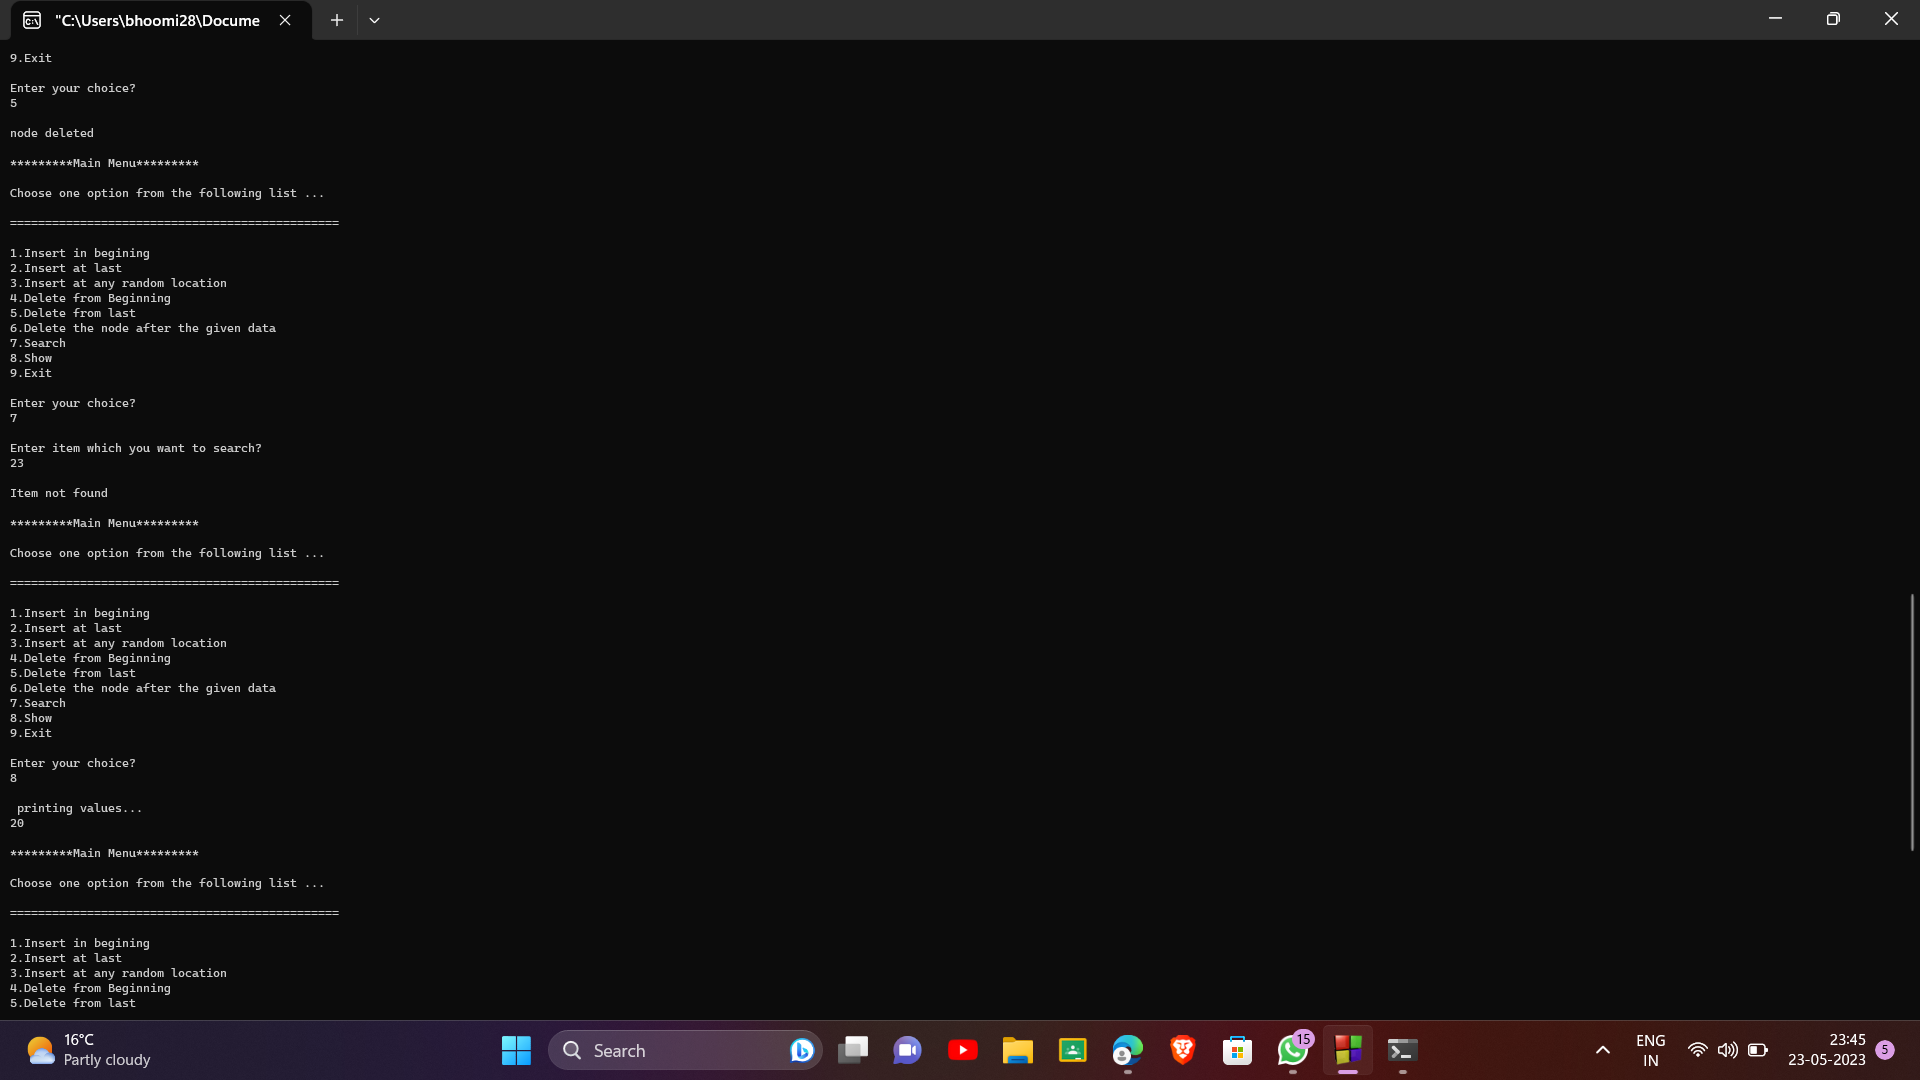 "C:\Users\bhoomi28\Docume
9.Exit
Enter your choice?
5
node deleted
*********Main Menu*********
Choose one option from the following list ...
===============================================
1.Insert in begining
2.Insert at last
3.Insert at any random location
4.Delete from Beginning
5.Delete from last
6.Delete the node after the given data
7.Search
8.Show
9.Exit
Enter your choice?
7
Enter item which you want to search?
23
Item not found
*********Main Menu*********
Choose one option from the following list ...
===============================================
1.Insert in begining
2.Insert at last
3.Insert at any random location
4.Delete from Beginning
5.Delete from last
6.Delete the node after the given data
7.Search
8.Show
9.Exit
Enter your choice?
8
printing values...
20
*********Main Menu*********
Choose one option from the following list ...
===============================================
1.Insert in begining
2.Insert at last
3.Insert at any random location
4.Delete from Beginning
5.Delete from last
16°C
Partly cloudy
Search
15
ENG
IN
23:45
23-05-2023
5